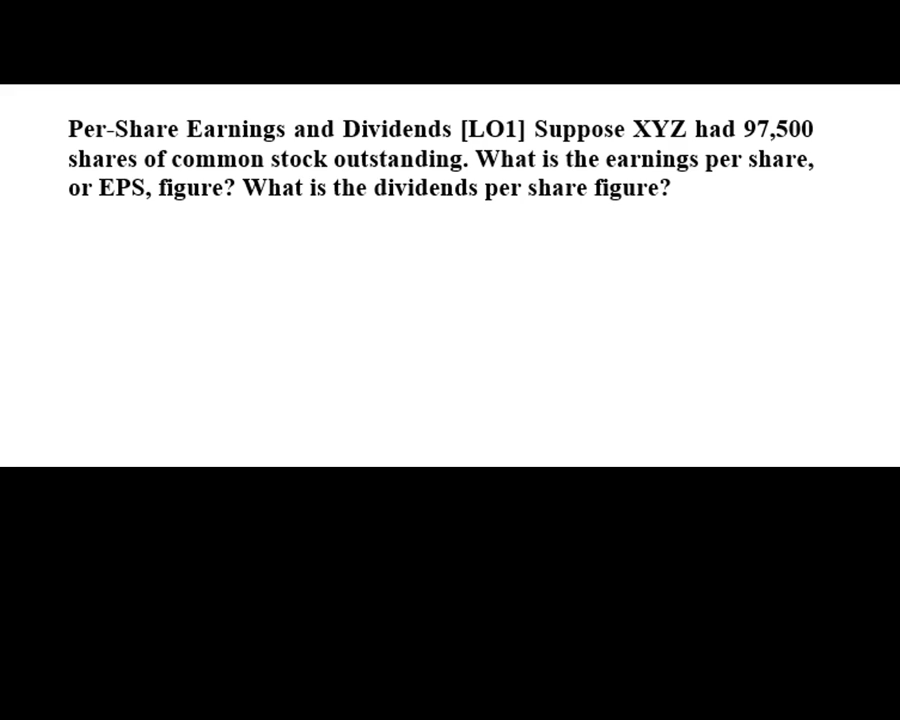 Per-Share Earnings and Dividends [LO1] Suppose XYZ had 97,500
shares of common stock outstanding. What is the earnings per share,
or EPS, figure? What is the dividends per share figure?